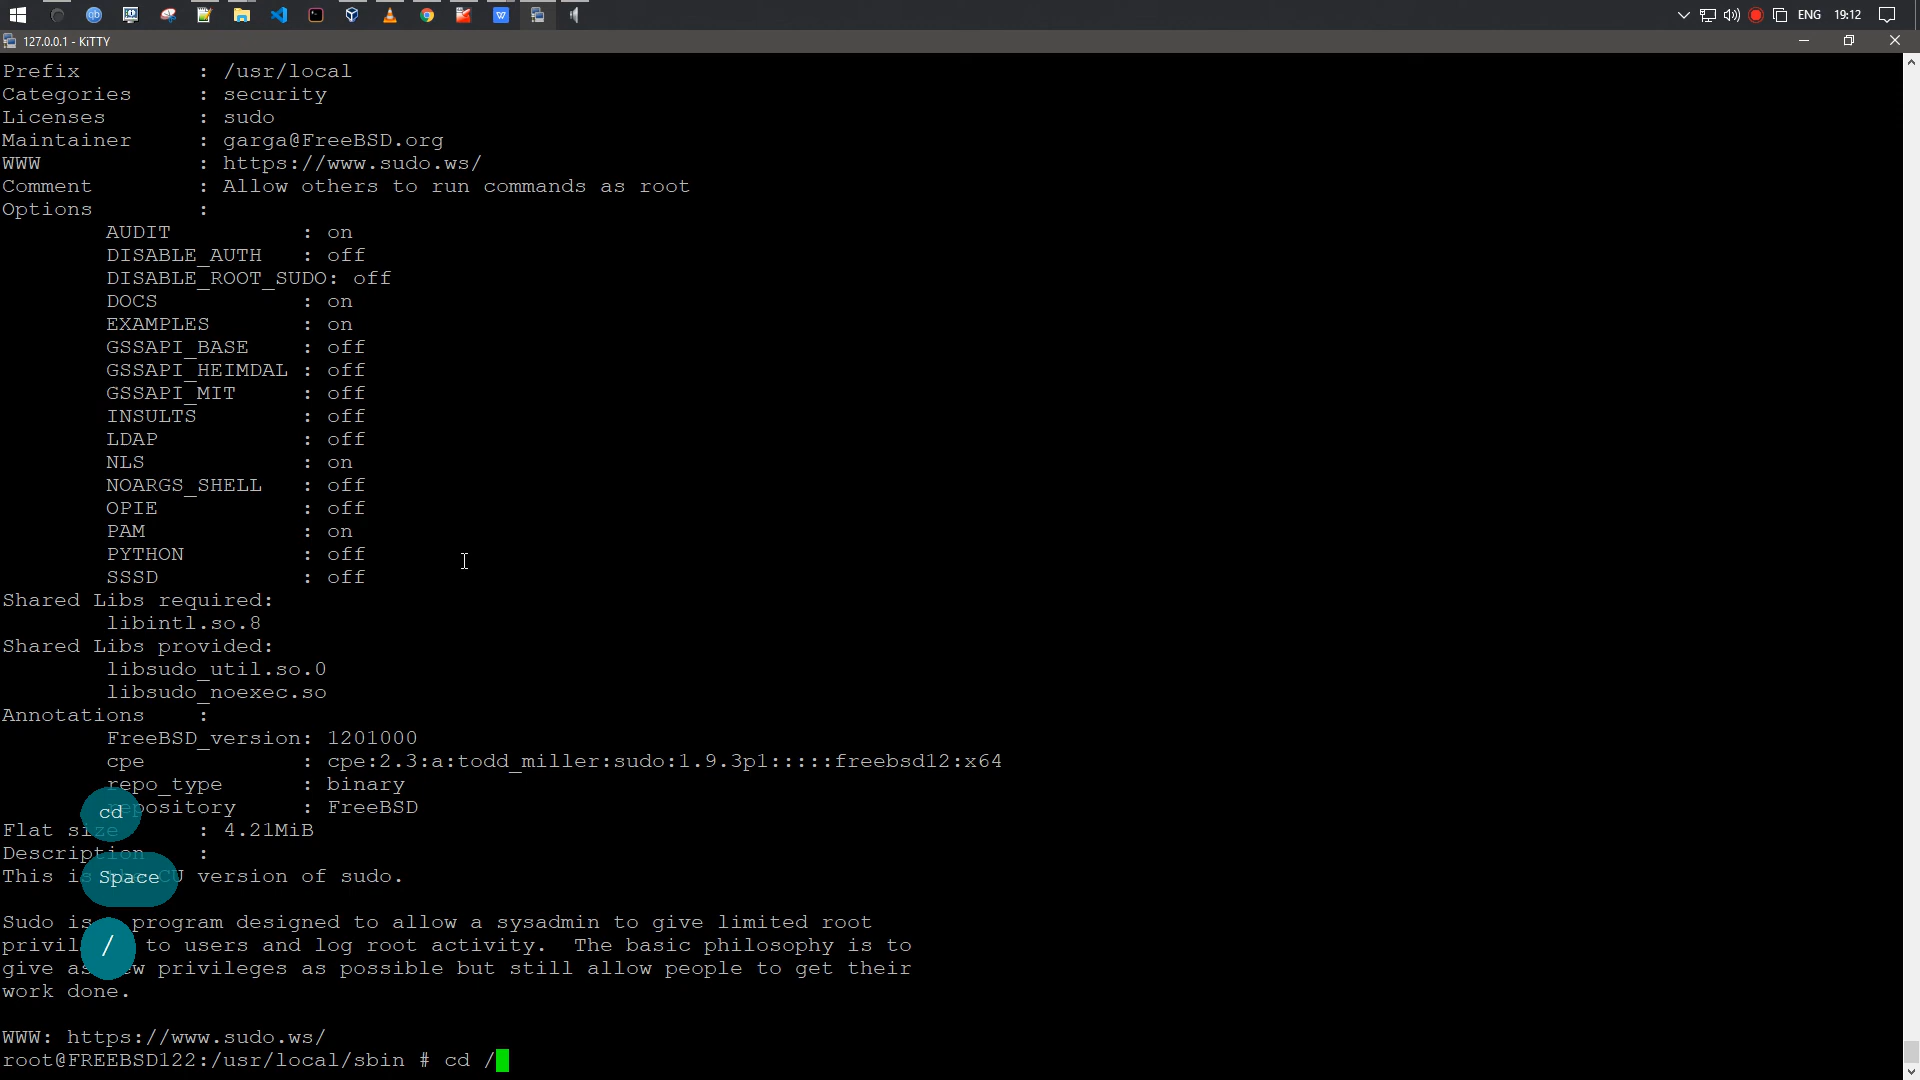 ENG 19:12
127.0.0.1 - KiTTY
Prefix : /usr/local
Categories : security
Licenses : sudo
Maintainer : garga@FreeBSD.org
WWW : https://www.sudo.ws/
Comment : Allow others to run commands as root
Options :
AUDIT : on
DISABLE_AUTH : off
DISABLE_ROOT_SUDO: off
DOCS : on
EXAMPLES : on
GSSAPI_BASE : off
GSSAPI_HEIMDAL : off
GSSAPI_MIT : off
INSULTS : off
LDAP : off
NLS : on
NOARGS_SHELL : off
OPIE : off
PAM : on
PYTHON : off
SSSD : off
Shared Libs required:
libintl.so.8
Shared Libs provided:
libsudo_util.so.0
libsudo_noexec.so
Annotations :
FreeBSD_version: 1201000
cpe : cpe:2.3:a:todd_miller:sudo:1.9.3p1:::::freebsd12:x64
repo_type : binary
repository : FreeBSD
cd
Flat size : 4.21MiB
Description :
This is CU version of sudo.
Space
Sudo is program designed to allow a sysadmin to give limited root
to users and log root activity. The basic philosophy is to
/
give as privileges as possible but still allow people to get their
work done.
WWW: https://www.sudo.ws/
root@FREEBSD122:/usr/local/sbin # cd /